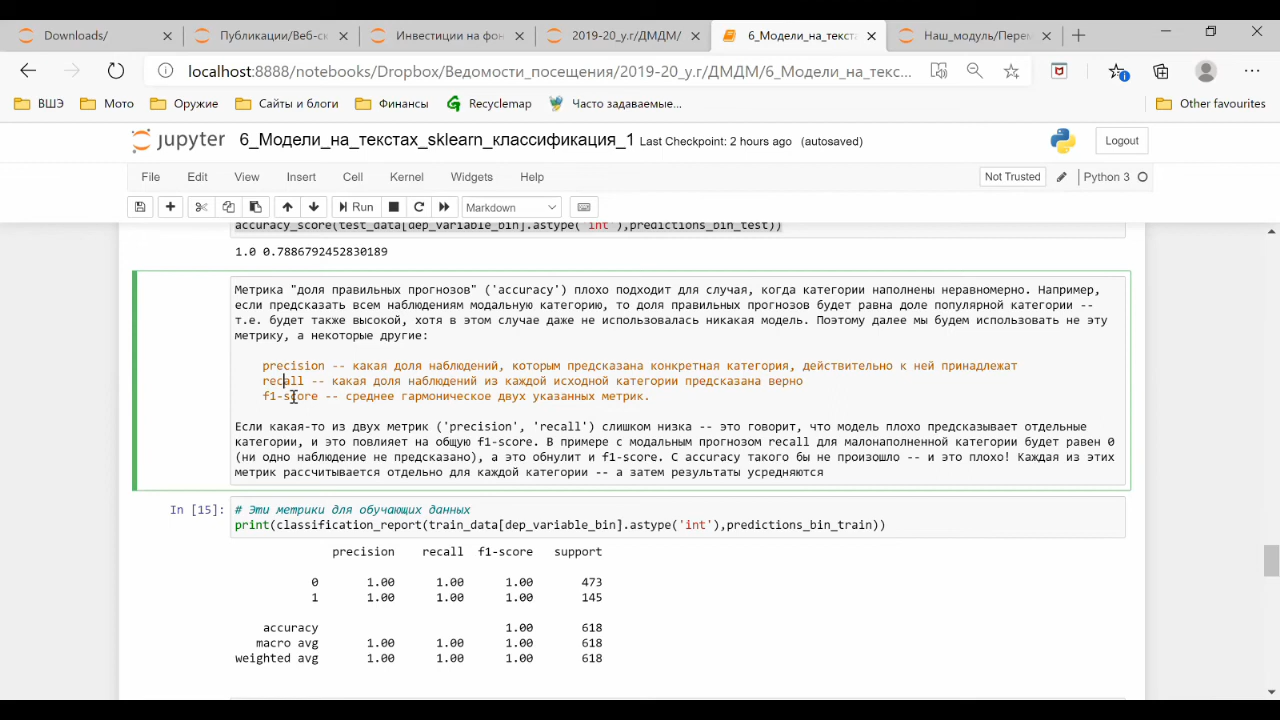 Downloads/
Публикации/Веб-ск
Инвестиции на фон
2019-20_у.г/ДМДМ/
6_Модели_на_текста
Наш_модуль/Перем
localhost:8888/notebooks/Dropbox/Ведомости_посещения/2019-20_у.г/ДМДМ/6_Модели_на_текс...
ВШЭ
Мото
Оружие
Сайты и блоги
Финансы
Recyclemap
Часто задаваемые...
Other favourites
jupyter 6_Модели_на_текстах_sklearn_классификация_1 Last Checkpoint: 2 hours ago (autosaved)
Logout
File Edit View Insert Cell Kernel Widgets Help
Not Trusted
Python 3
Run
Markdown
accuracy_score(test_data[dep_variable_bin].astype('int'),predictions_bin_test))
1.0 0.7886792452830189
Метрика "доля правильных прогнозов" ('accuracy') плохо подходит для случая, когда категории наполнены неравномерно. Например,
если предсказать всем наблюдениям модальную категорию, то доля правильных прогнозов будет равна доле популярной категории --
т.е. будет также высокой, хотя в этом случае даже не использовалась никакая модель. Поэтому далее мы будем использовать не эту
метрику, а некоторые другие:
precision -- какая доля наблюдений, которым предсказана конкретная категория, действительно к ней принадлежат
recall -- какая доля наблюдений из каждой исходной категории предсказана верно
f1-score -- среднее гармоническое двух указанных метрик.
Если какая-то из двух метрик ('precision', 'recall') слишком низка -- это говорит, что модель плохо предсказывает отдельные
категории, и это повлияет на общую f1-score. В примере с модальным прогнозом recall для малонаполненной категории будет равен 0
(ни одно наблюдение не предсказано), а это обнулит и f1-score. С accuracy такого бы не произошло -- и это плохо! Каждая из этих
метрик рассчитывается отдельно для каждой категории -- а затем результаты усредняются
In [15]: # Эти метрики для обучающих данных
print(classification_report(train_data[dep_variable_bin].astype('int'),predictions_bin_train))
precision recall f1-score support
0 1.00 1.00 1.00 473
1 1.00 1.00 1.00 145
accuracy 1.00 618
macro avg 1.00 1.00 1.00 618
weighted avg 1.00 1.00 1.00 618